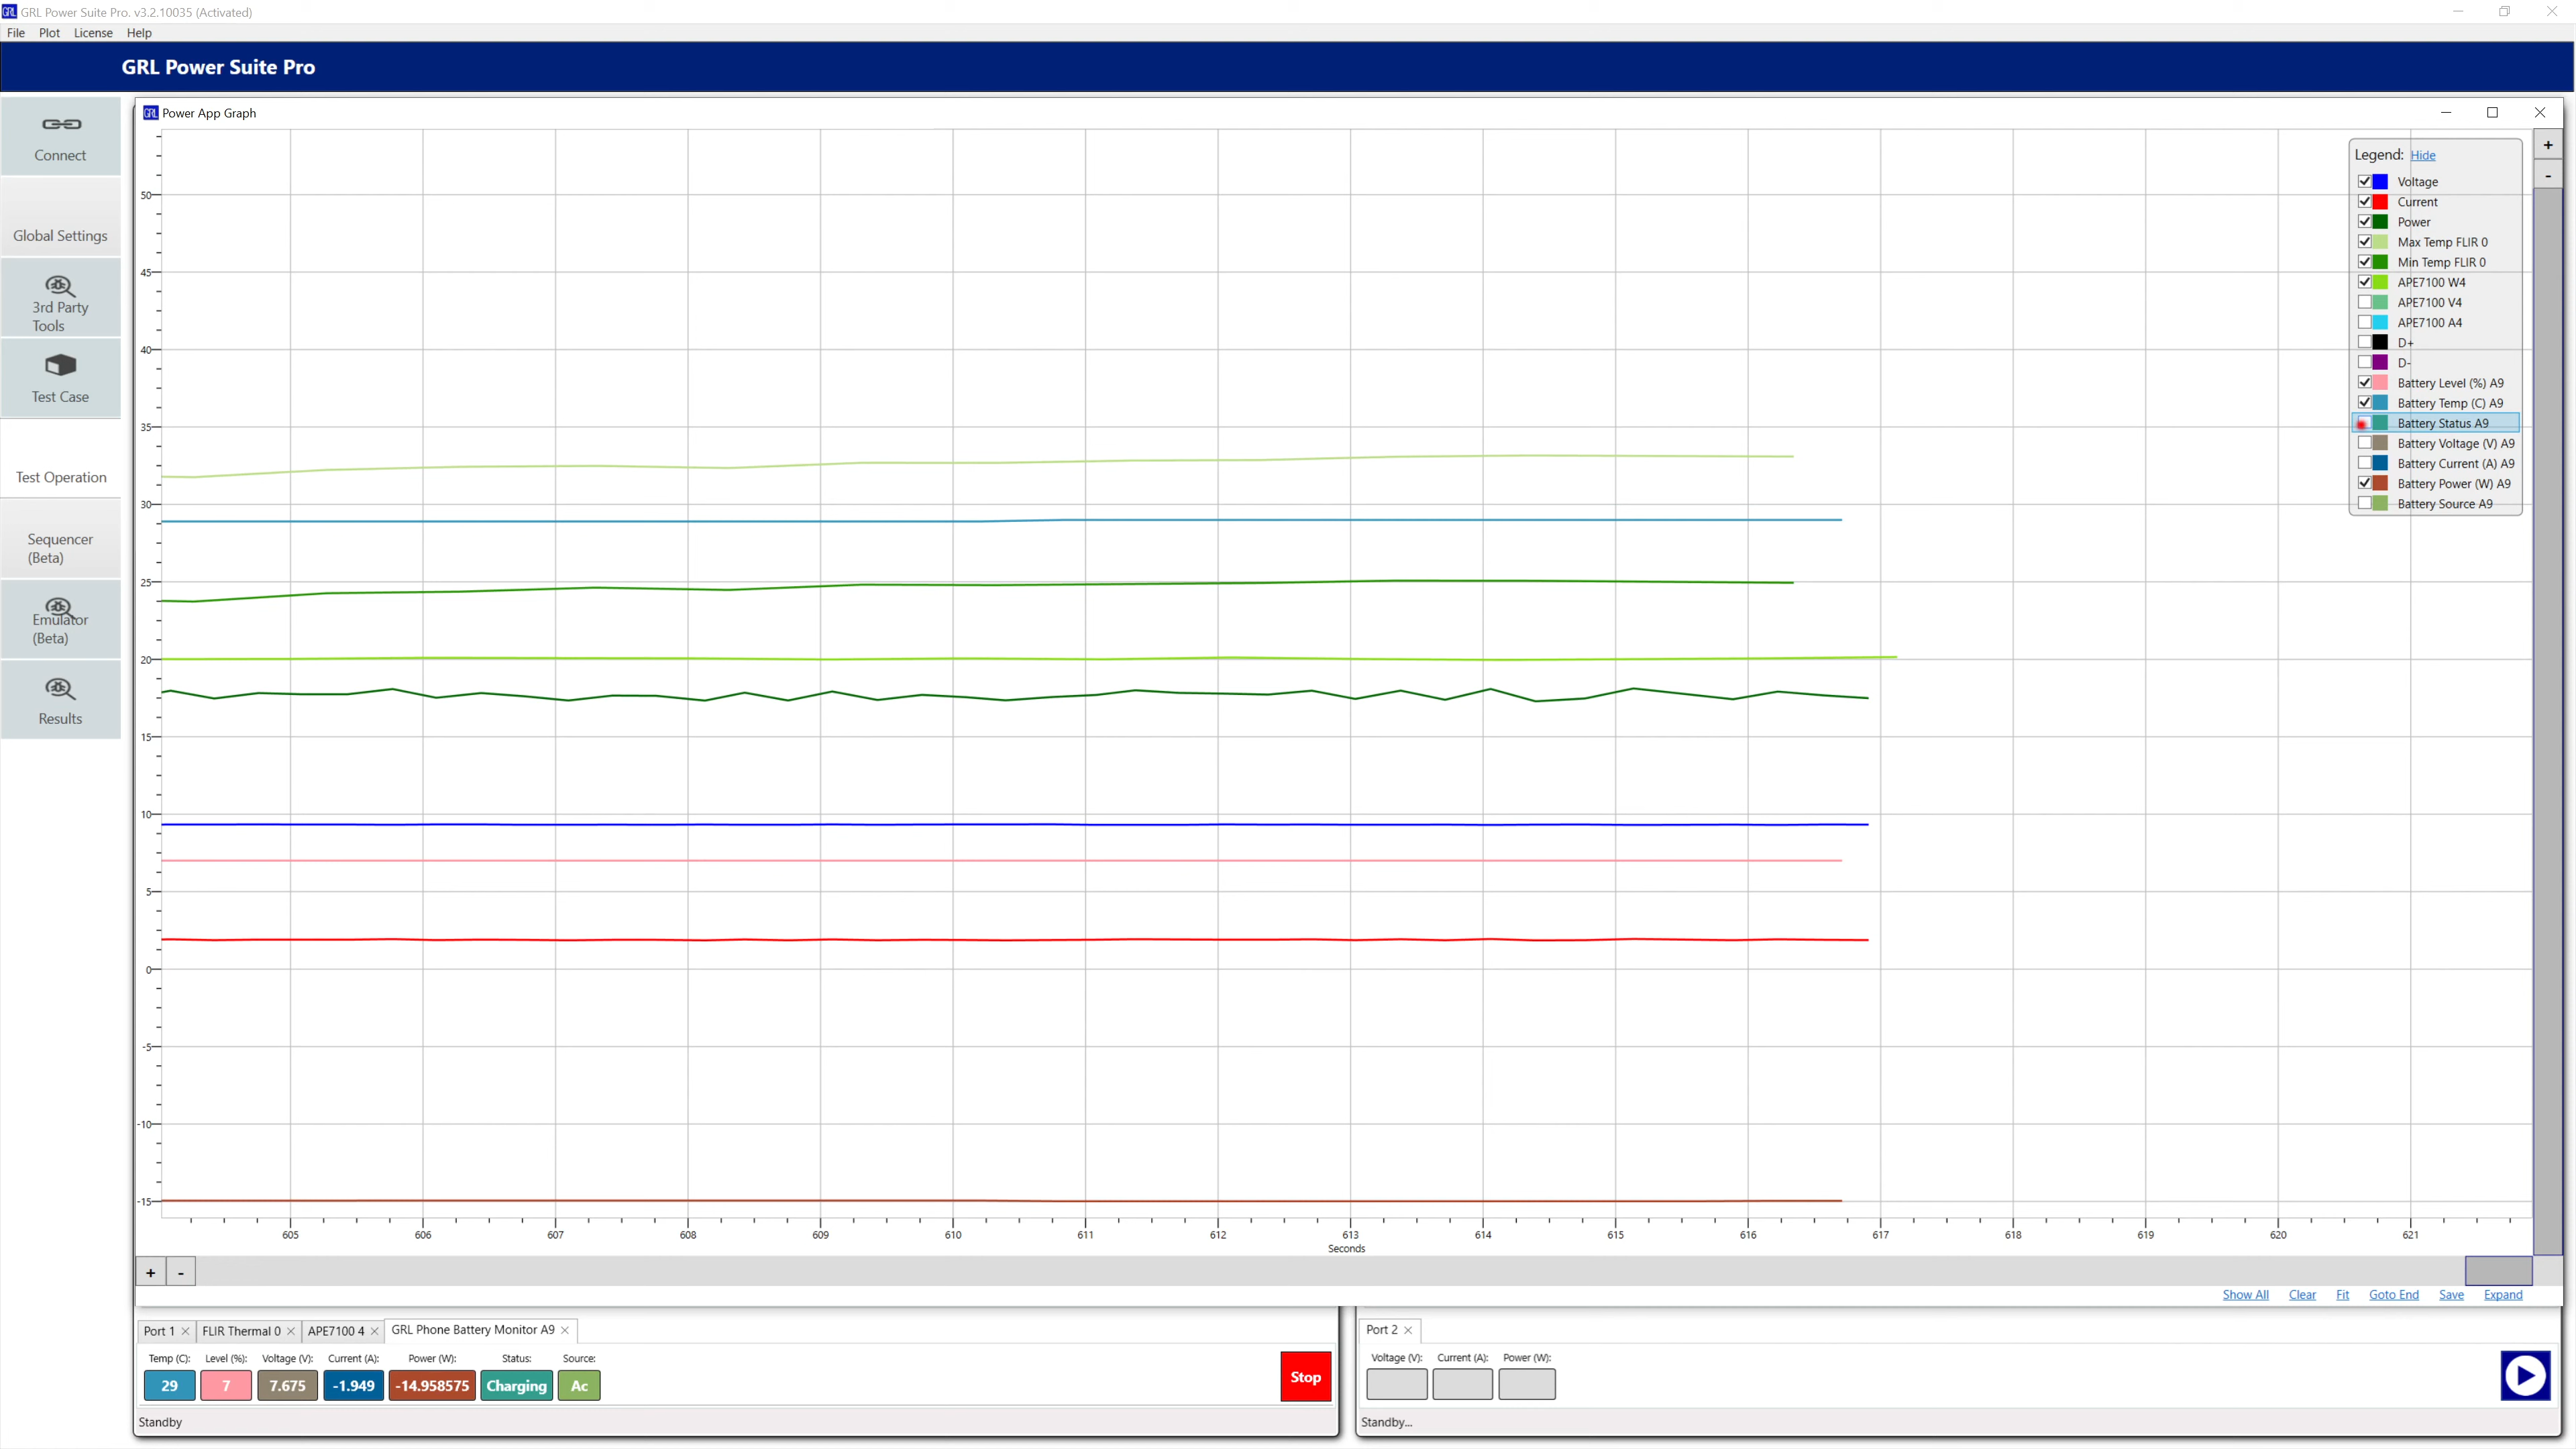 GRL GRL Power Suite Pro. v3.2.10035 (Activated)
File Plot License Help
GRL Power Suite Pro
Connect
Global Settings
3rd Party
Tools
Test Case
Test Operation
Sequencer
(Beta)
Emulator
(Beta)
Results
GRL Power App Graph
50
45
40
35
30
25
20
15
10
5
0
-5
-10
-15
605 606 607 608 609 610 611 612 613 614 615 616 617 618 619 620 621
Seconds
Legend: Hide
Voltage
Current
Power
Max Temp FLIR 0
Min Temp FLIR 0
APE7100 W4
APE7100 V4
APE7100 A4
D+
D-
Battery Level (%) A9
Battery Temp (C) A9
Battery Status A9
Battery Voltage (V) A9
Battery Current (A) A9
Battery Power (W) A9
Battery Source A9
+
-
+ -
Show All Clear Fit Goto End Save Expand
Port 1 FLIR Thermal 0 APE7100 4 GRL Phone Battery Monitor A9
Temp (C): Level (%): Voltage (V): Current (A): Power (W): Status: Source:
29 7 7.675 -1.949 -14.958575 Charging Ac
Stop
Standby
Port 2
Voltage (V): Current (A): Power (W):
Standby...